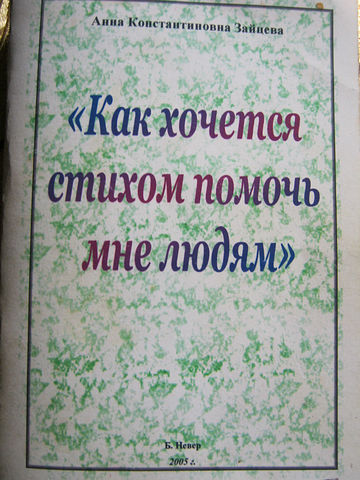 Анна Константиновна Зайцева
«Как хочется
стихом помочь
мне людям»
Б. Невер
2005 г.